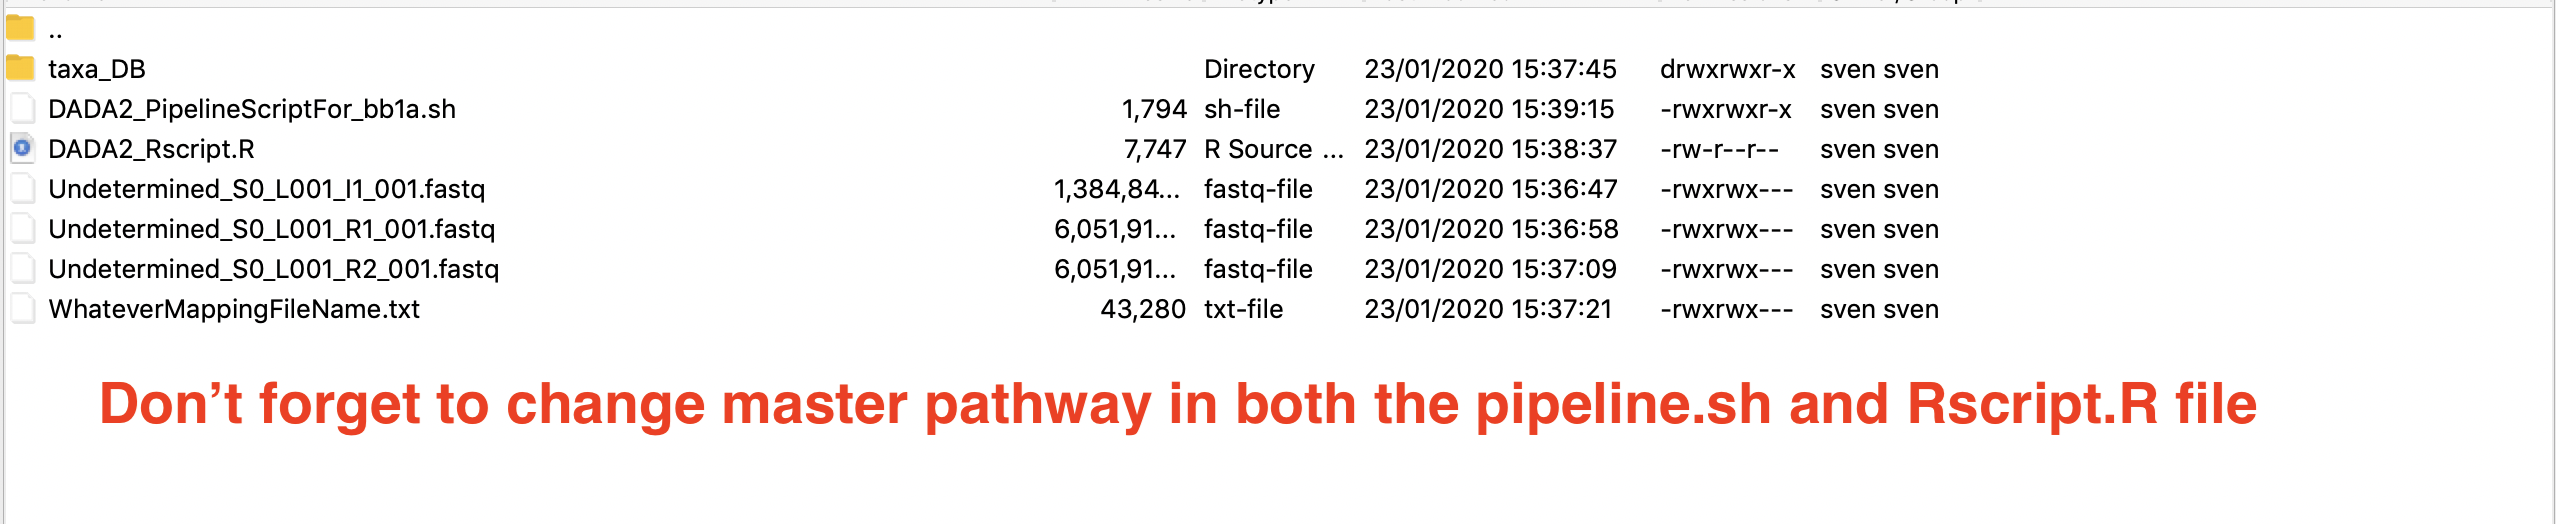 ..
taxa_DB Directory 23/01/2020 15:37:45 drwxrwxr-x sven sven
DADA2_PipelineScriptFor_bb1a.sh 1,794 sh-file 23/01/2020 15:39:15 -rwxrwxr-x sven sven
DADA2_Rscript.R 7,747 R Source ... 23/01/2020 15:38:37 -rw-r--r-- sven sven
Undetermined_S0_L001_I1_001.fastq 1,384,84... fastq-file 23/01/2020 15:36:47 -rwxrwx--- sven sven
Undetermined_S0_L001_R1_001.fastq 6,051,91... fastq-file 23/01/2020 15:36:58 -rwxrwx--- sven sven
Undetermined_S0_L001_R2_001.fastq 6,051,91... fastq-file 23/01/2020 15:37:09 -rwxrwx--- sven sven
WhateverMappingFileName.txt 43,280 txt-file 23/01/2020 15:37:21 -rwxrwx--- sven sven
Don’t forget to change master pathway in both the pipeline.sh and Rscript.R file